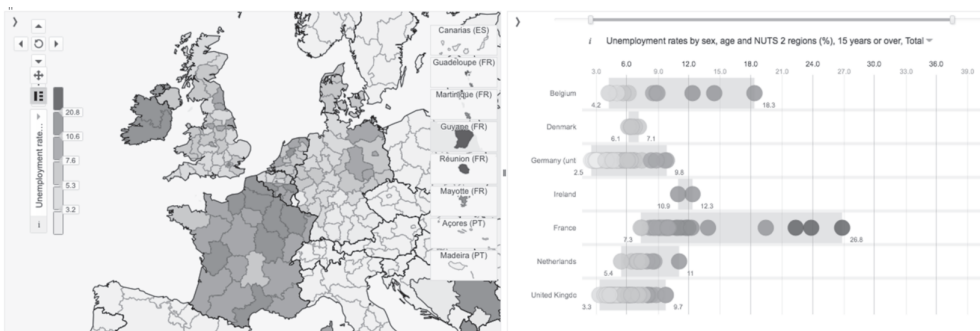 Canarias (ES)
Guadeloupe (FR)
Martinique (FR)
Guyane (FR)
Réunion (FR)
Mayotte (FR)
Açores (PT)
Madeira (PT)
20.8
10.6
7.6
5.3
3.2
Unemployment rate...
i
i Unemployment rates by sex, age and NUTS 2 regions (%), 15 years or over, Total
3.0 6.0 9.0 12.0 15.0 18.0 21.0 24.0 27.0 30.0 33.0 36.0 39.0
Belgium
4.2 18.3
Denmark
6.1 7.1
Germany (unt
2.5 9.8
Ireland
10.9 12.3
France
7.3 26.8
Netherlands
5.4 11
United Kingdo
3.3 9.7